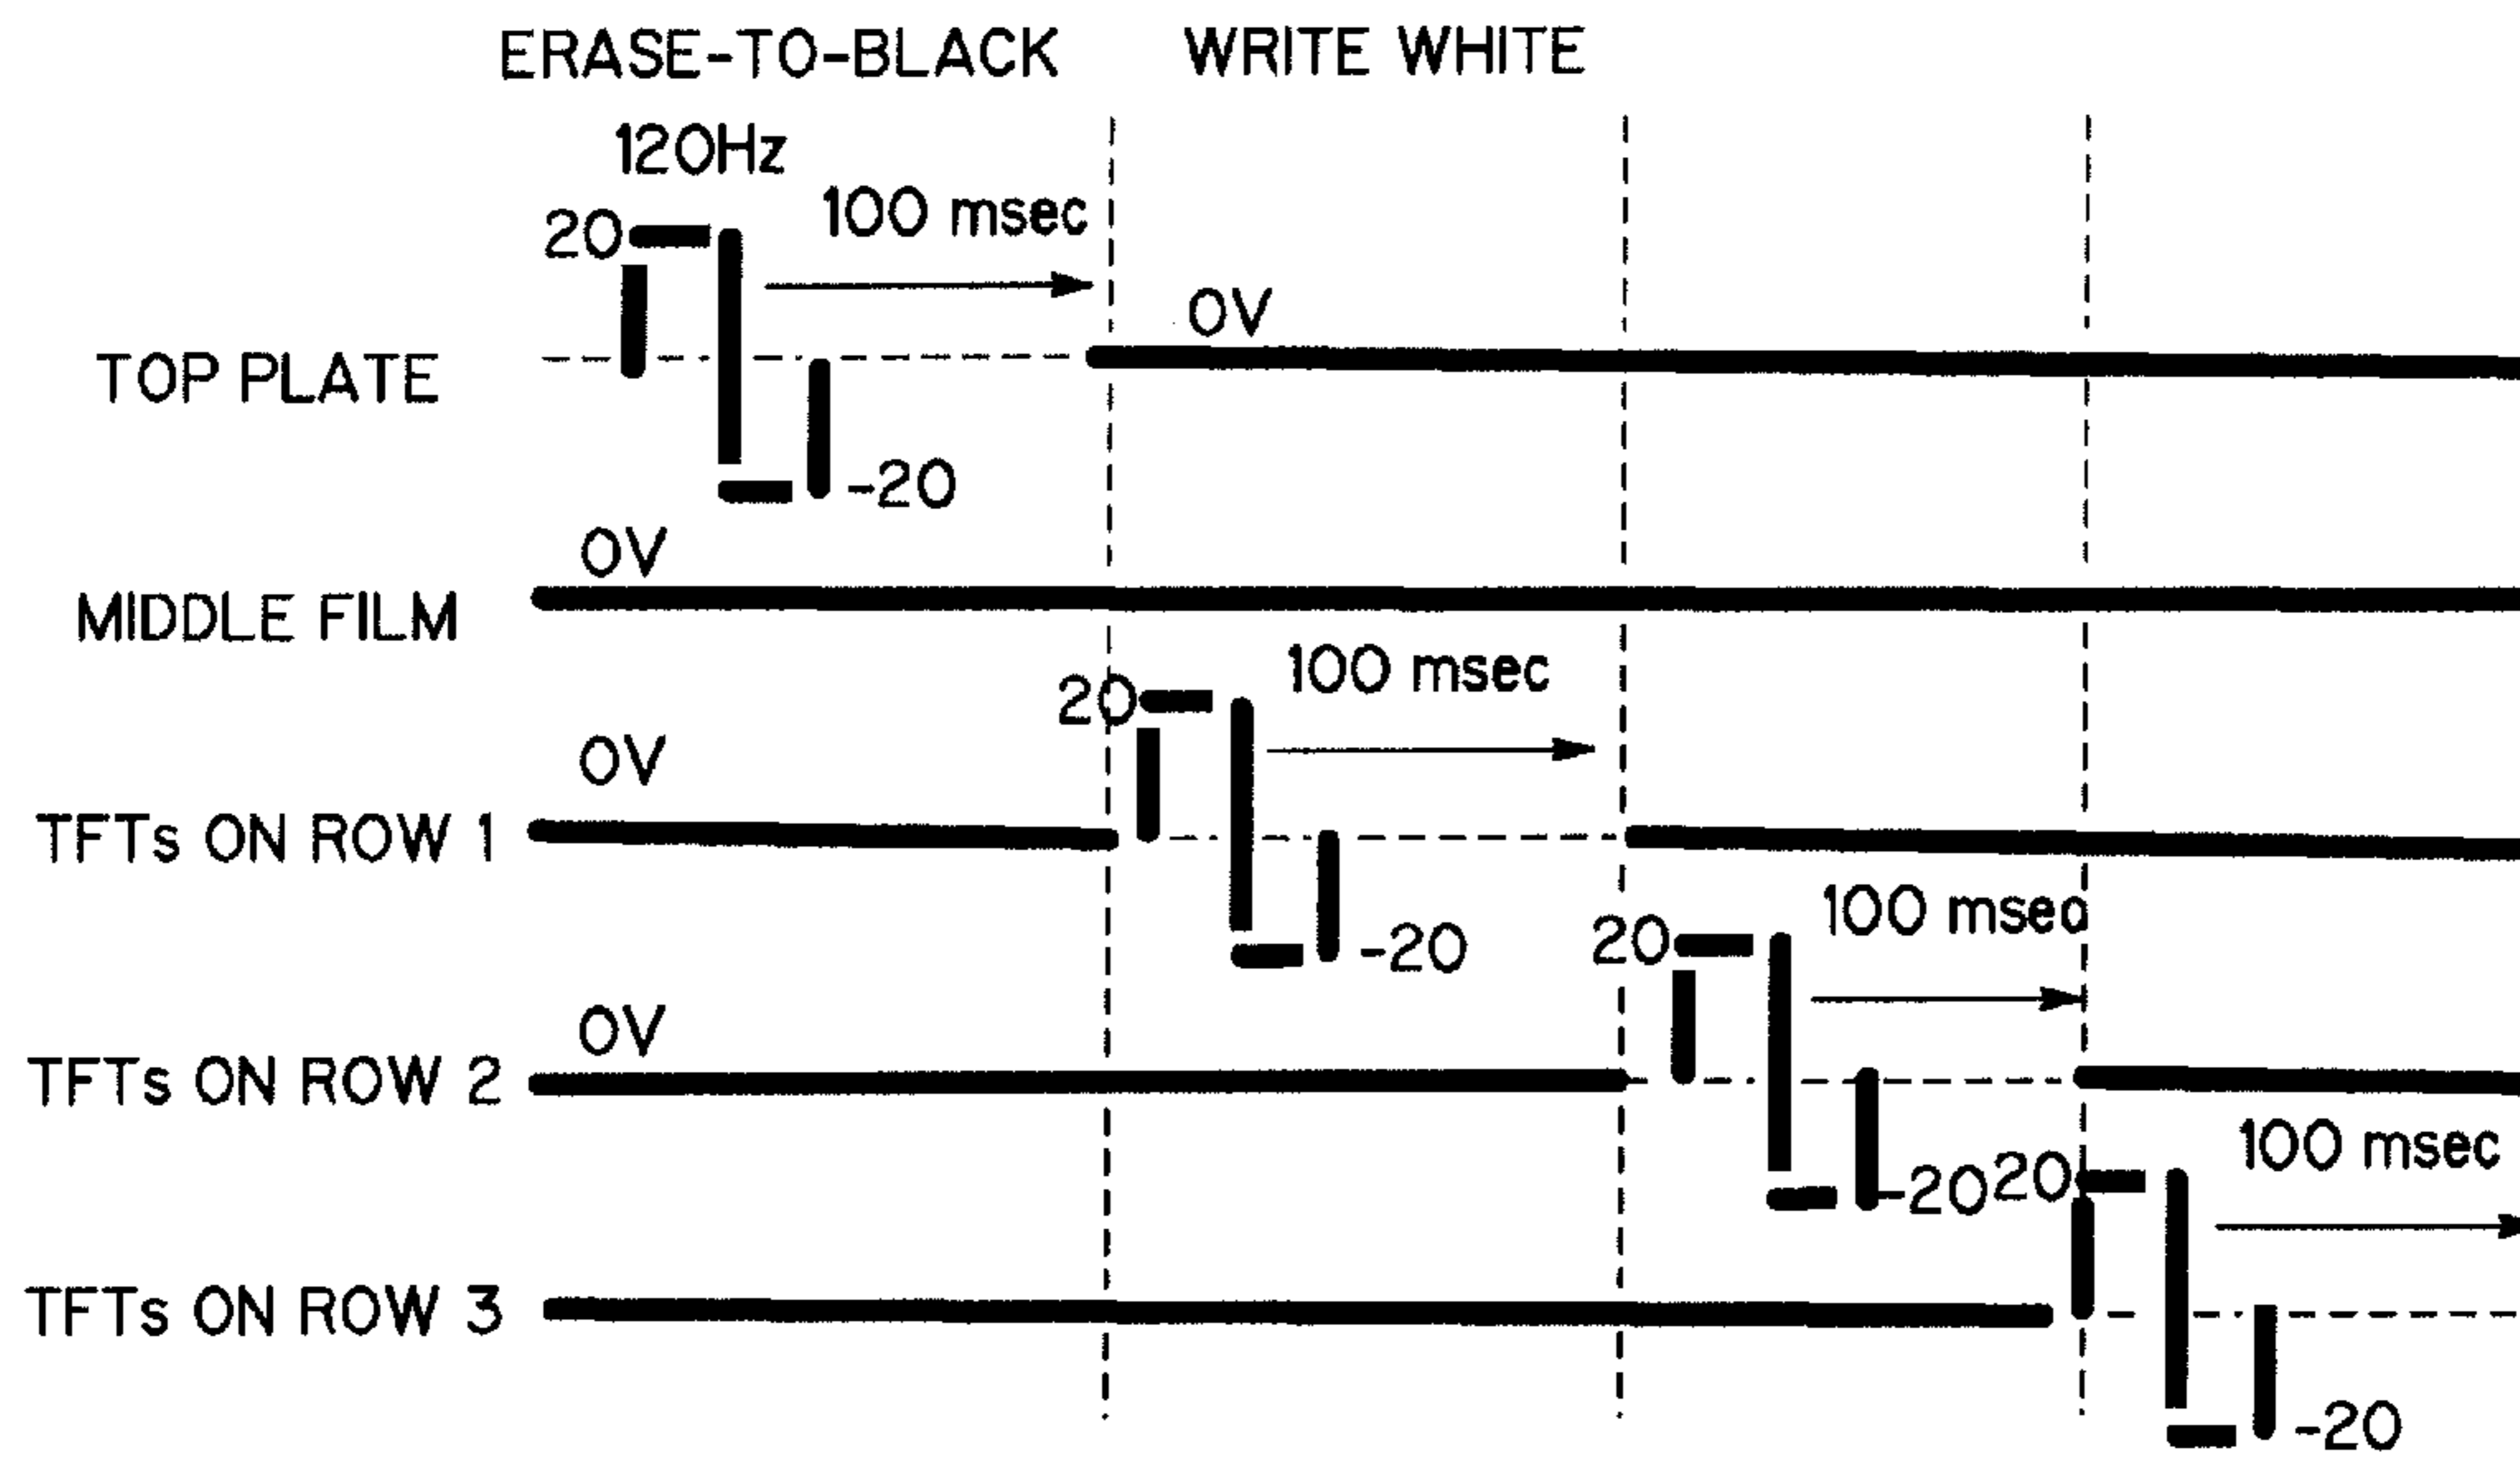 ERASE-TO-BLACK WRITE WHITE
120Hz
20 100 msec
0V
TOP PLATE
-20
0V
MIDDLE FILM
20 100 msec
0V
TFTs ON ROW 1
100 msec
20
-20
0V
TFTs ON ROW 2
100 msec
-20 20
TFTs ON ROW 3
-20